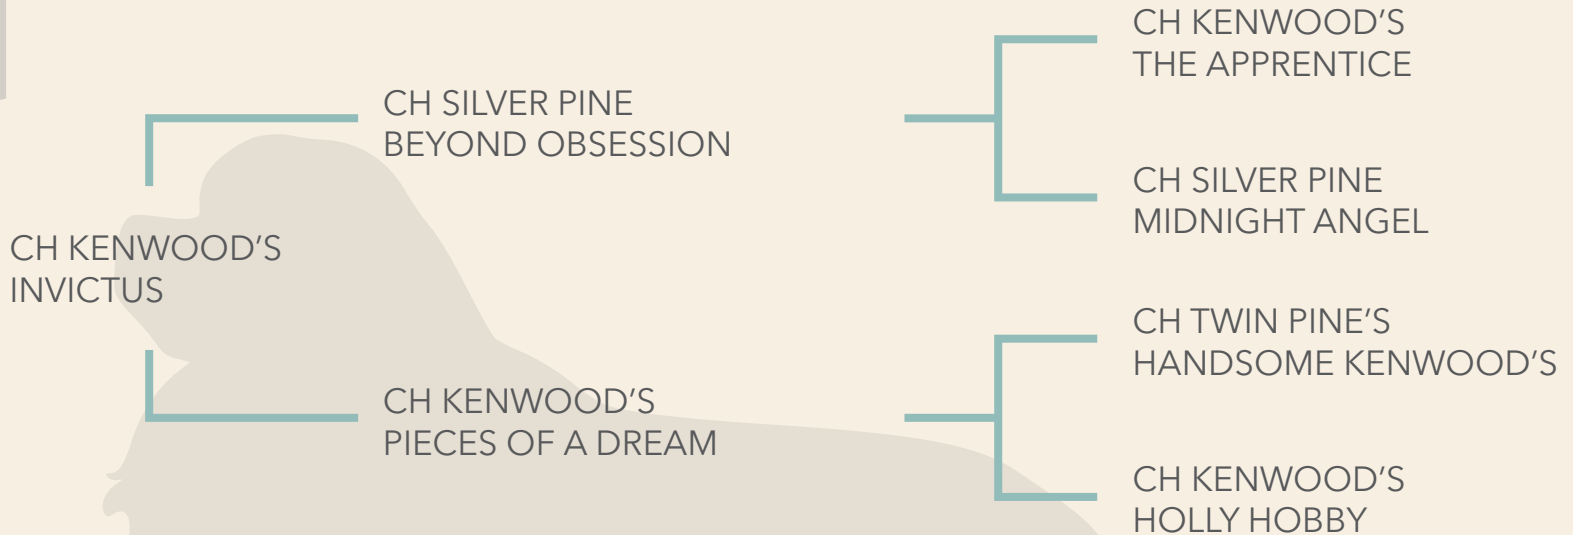 CH KENWOOD’S
THE APPRENTICE
CH SILVER PINE
BEYOND OBSESSION
CH SILVER PINE
MIDNIGHT ANGEL
CH KENWOOD’S
INVICTUS
CH TWIN PINE’S
HANDSOME KENWOOD’S
CH KENWOOD’S
PIECES OF A DREAM
CH KENWOOD’S
HOLLY HOBBY